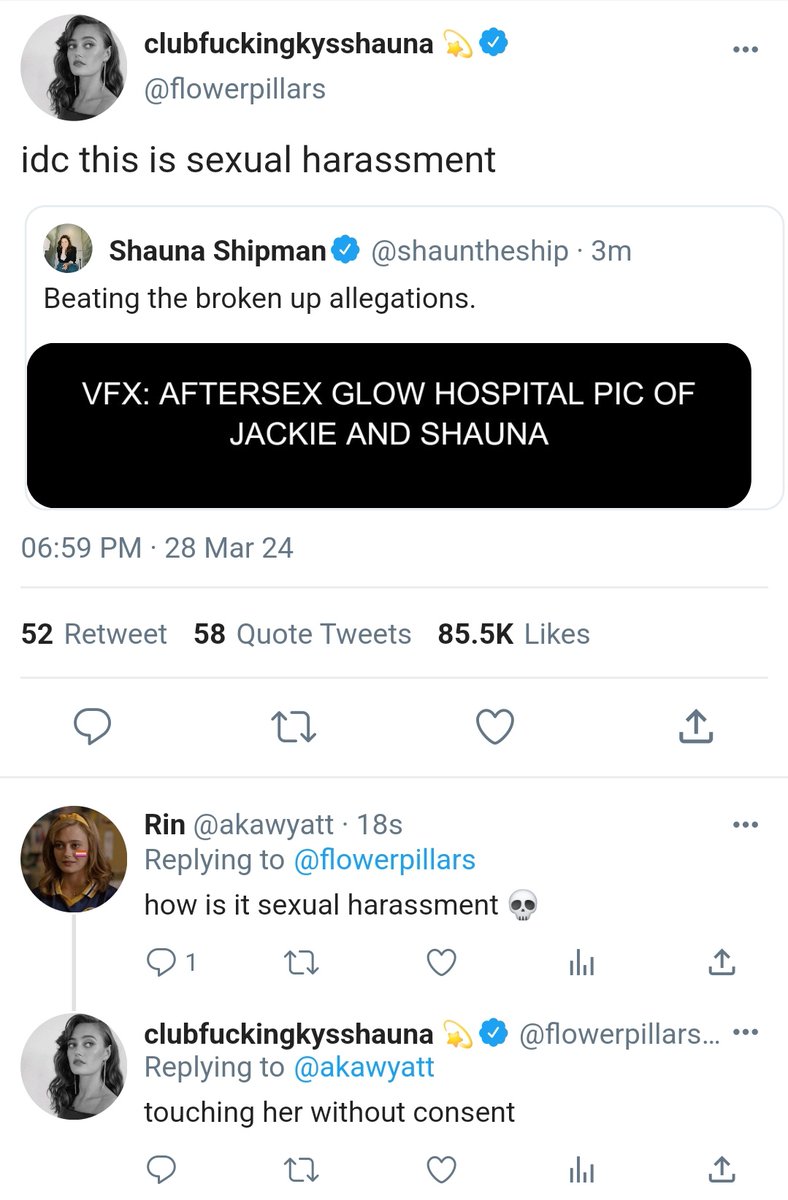 clubfuckingkysshauna 💫
@flowerpillars
idc this is sexual harassment
Shauna Shipman @shauntheship · 3m
Beating the broken up allegations.
VFX: AFTERSEX GLOW HOSPITAL PIC OF
JACKIE AND SHAUNA
06:59 PM · 28 Mar 24
52 Retweet 58 Quote Tweets 85.5K Likes
Rin @akawyatt · 18s
Replying to @flowerpillars
how is it sexual harassment 💀
1
clubfuckingkysshauna 💫 @flowerpillars...
Replying to @akawyatt
touching her without consent